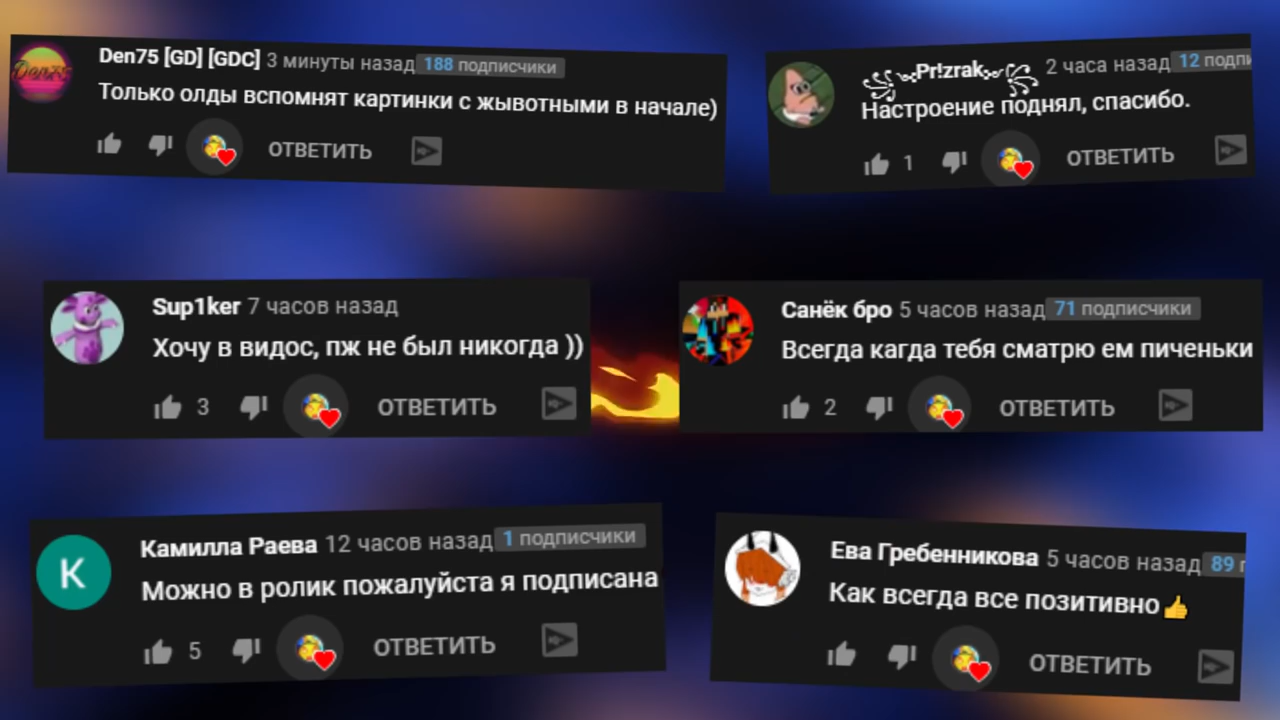 Den75 [GD] [GDC] 3 минуты назад 188 подписчики
Только олды вспомнят картинки с жывотными в начале)
ОТВЕТИТЬ
Pr!zrak 2 часа назад 12
Настроение поднял, спасибо.
1 ОТВЕТИТЬ
Sup1ker 7 часов назад
Хочу в видос, пж не был никогда ))
3 ОТВЕТИТЬ
Санёк бро 5 часов назад 71 подписчики
Всегда кагда тебя сматрю ем пиченьки
2 ОТВЕТИТЬ
К
Камилла Раева 12 часов назад 1 подписчики
Можно в ролик пожалуйста я подписана
5 ОТВЕТИТЬ
Ева Гребенникова 5 часов назад 89
Как всегда все позитивно👍
ОТВЕТИТЬ